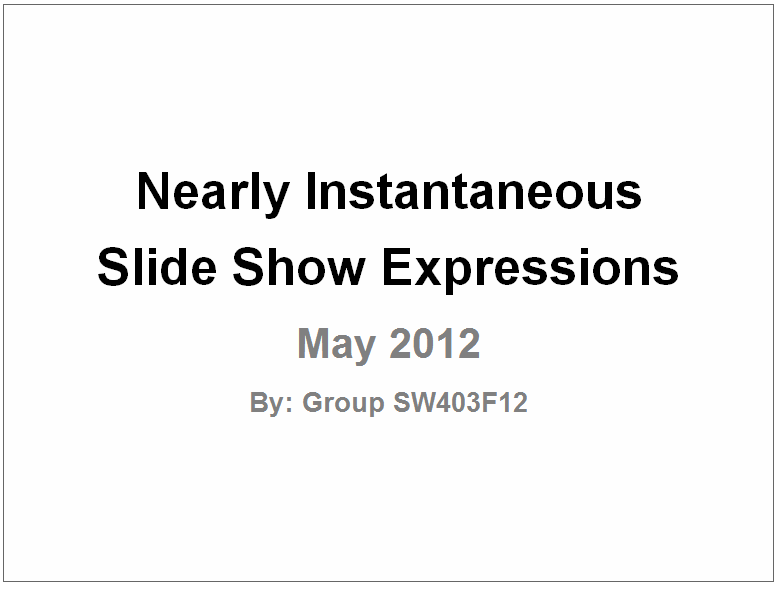 Nearly Instantaneous
Slide Show Expressions
May 2012
By: Group SW403F12